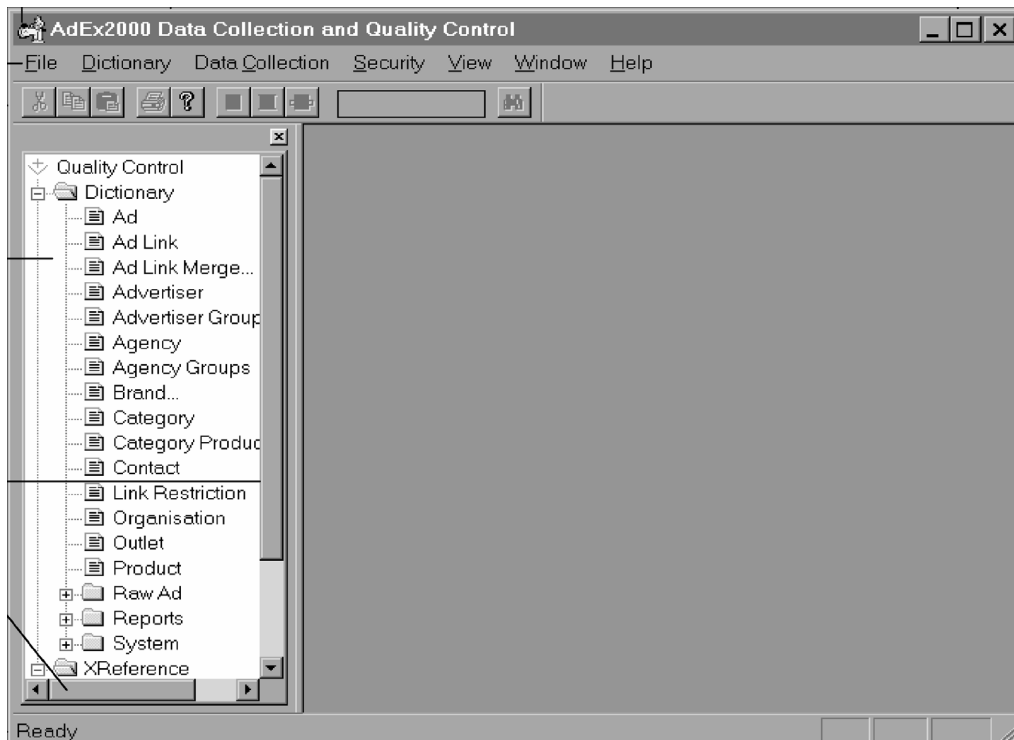 AdEx2000 Data Collection and Quality Control
File Dictionary Data Collection Security View Window Help
Quality Control
Dictionary
Ad
Ad Link
Ad Link Merge...
Advertiser
Advertiser Group
Agency
Agency Groups
Brand...
Category
Category Produc
Contact
Link Restriction
Organisation
Outlet
Product
Raw Ad
Reports
System
XReference
Ready